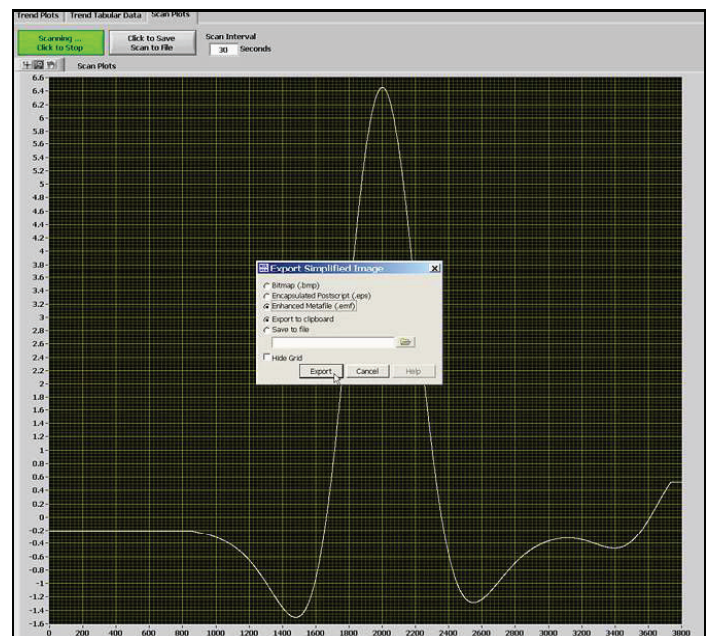 Trend Plots Trend Tabular Data Scan Plots
Scanning ...
Click to Stop
Click to Save
Scan to File
Scan Interval
30 Seconds
Scan Plots
6.6
6.4
6.2
6
5.8
5.6
5.4
5.2
5
4.8
4.6
4.4
4.2
4
3.8
3.6
3.4
3.2
3
2.8
2.6
2.4
2.2
2
1.8
1.6
1.4
1.2
1
0.8
0.6
0.4
0.2
0
-0.2
-0.4
-0.6
-0.8
-1
-1.2
-1.4
-1.6
Export Simplified Image
Bitmap (.bmp)
Encapsulated Postscript (.eps)
Enhanced Metafile (.emf)
Export to clipboard
Save to file
Hide Grid
Export Cancel Help
0 200 400 600 800 1000 1200 1400 1600 1800 2000 2200 2400 2600 2800 3000 3200 3400 3600 3800